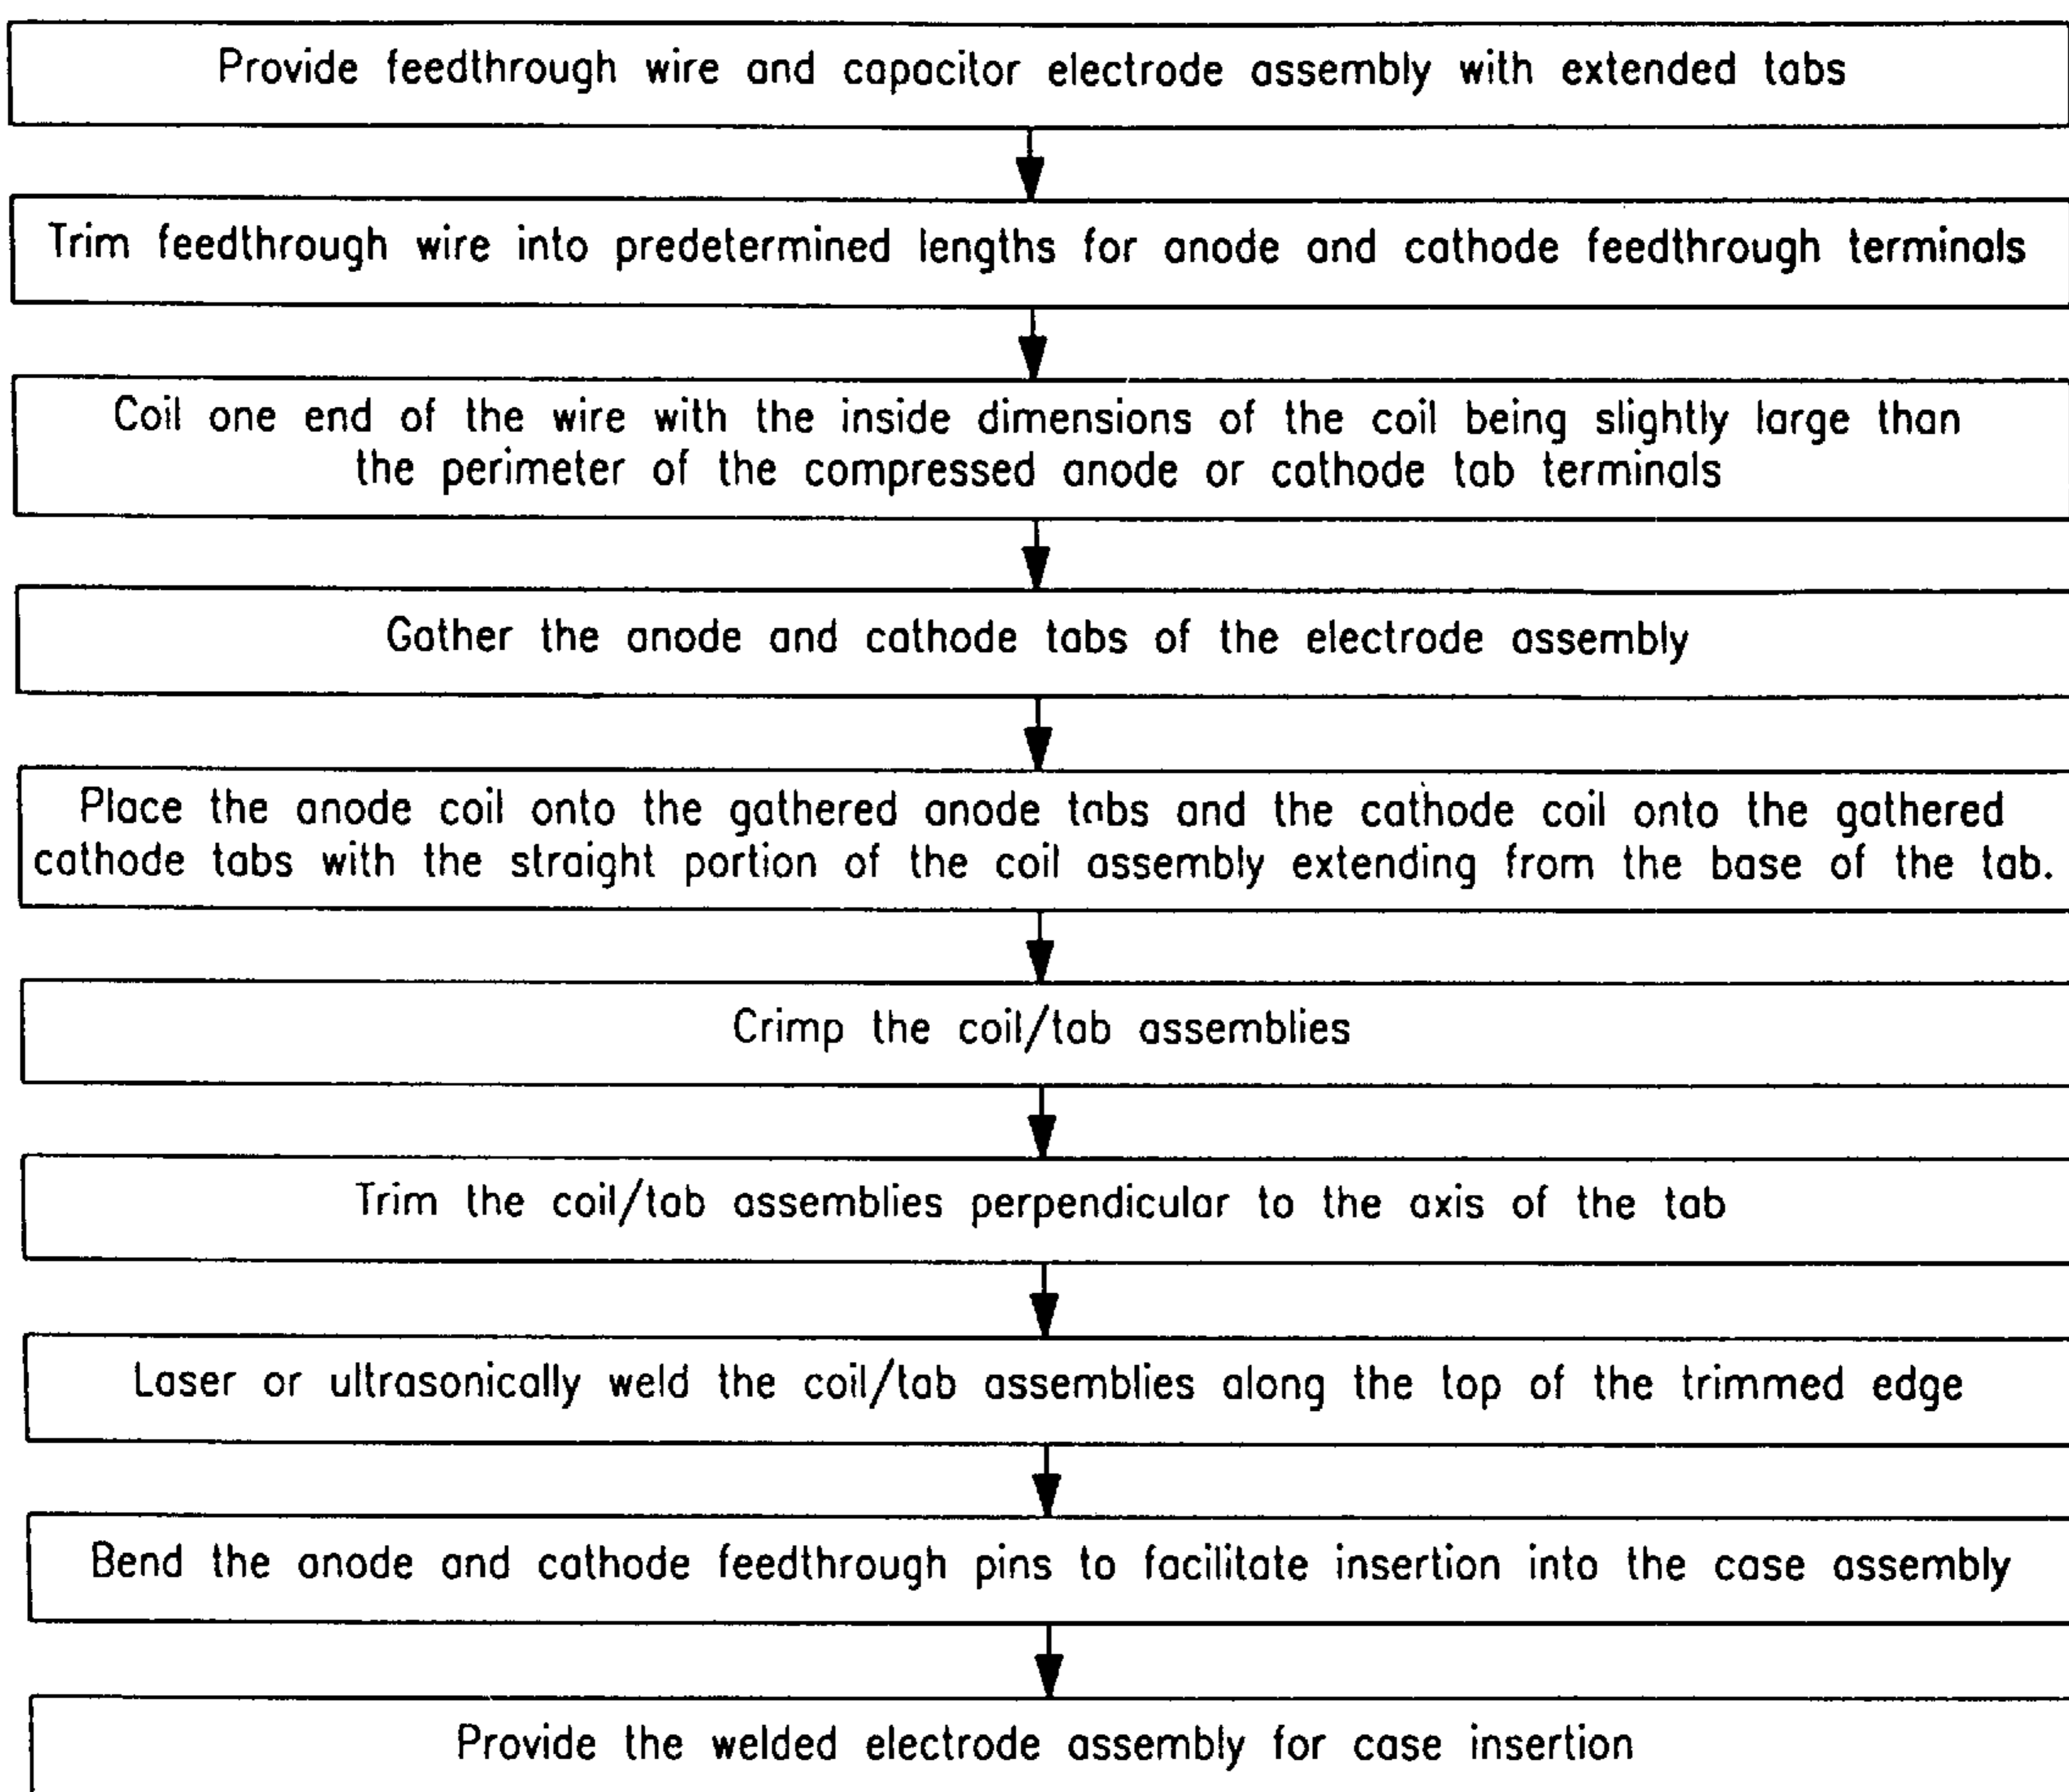 Provide feedthrough wire and capacitor electrode assembly with extended tabs
Trim feedthrough wire into predetermined lengths for anode and cathode feedthrough terminals
Coil one end of the wire with the inside dimensions of the coil being slightly large than
the perimeter of the compressed anode or cathode tab terminals
Gather the anode and cathode tabs of the electrode assembly
Place the anode coil onto the gathered anode tabs and the cathode coil onto the gathered
cathode tabs with the straight portion of the coil assembly extending from the base of the tab.
Crimp the coil/tab assemblies
Trim the coil/tab assemblies perpendicular to the axis of the tab
Laser or ultrasonically weld the coil/tab assemblies along the top of the trimmed edge
Bend the anode and cathode feedthrough pins to facilitate insertion into the case assembly
Provide the welded electrode assembly for case insertion